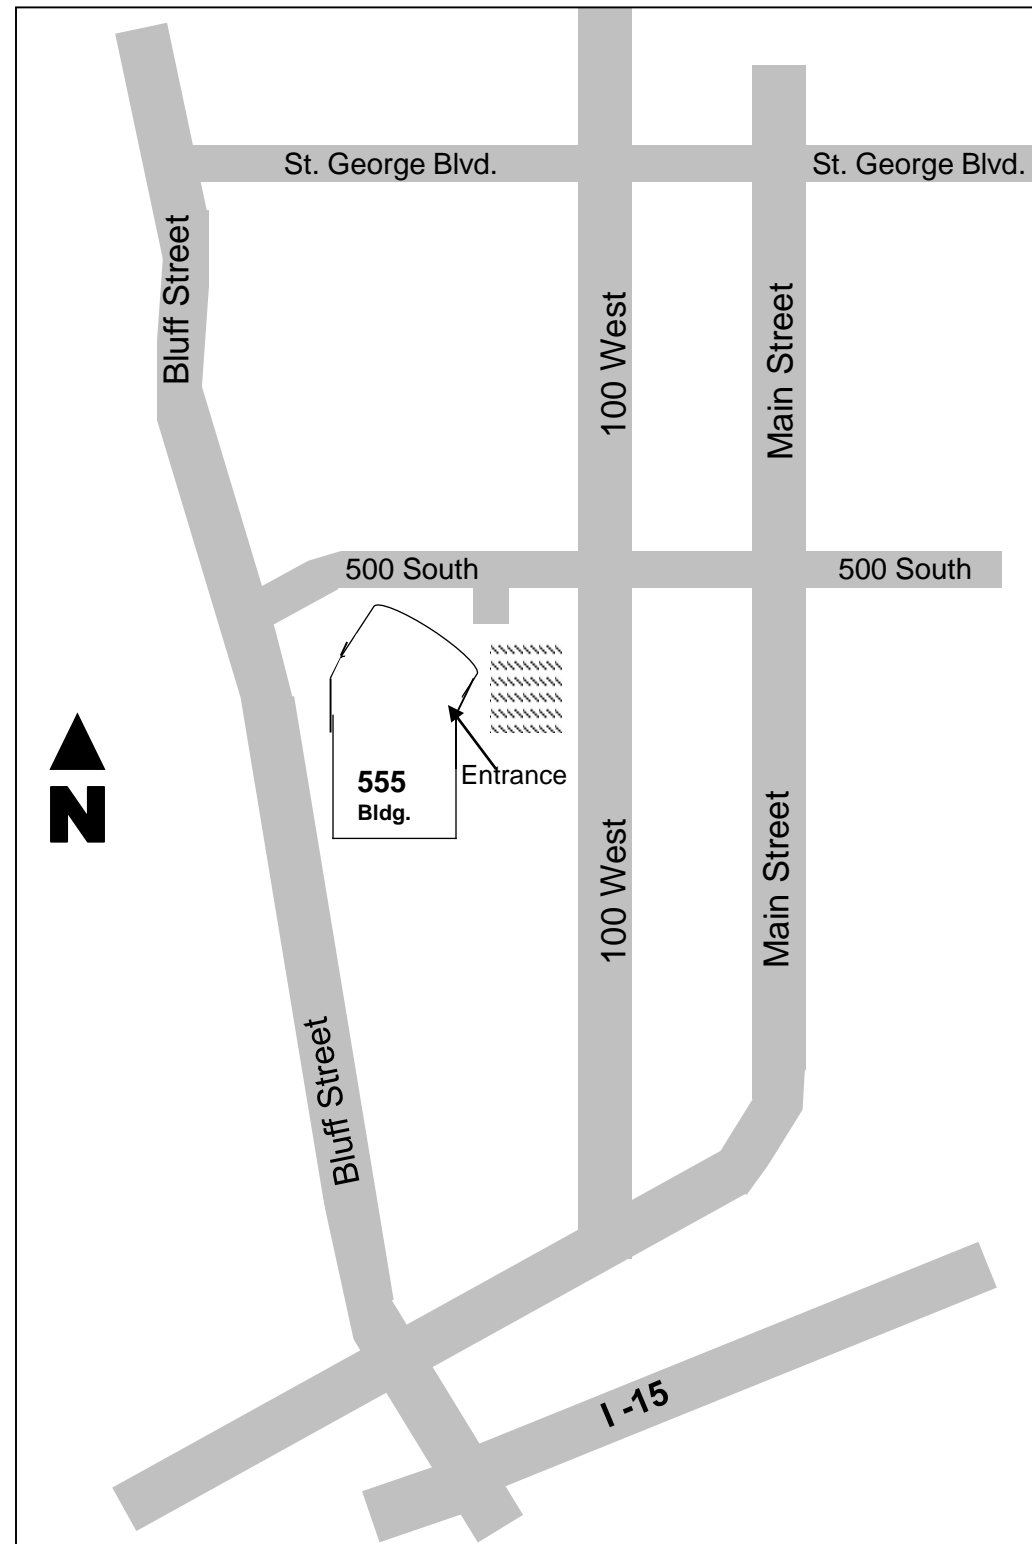 St. George Blvd.
St. George Blvd.
Bluff Street
100 West
Main Street
500 South
500 South
555
Bldg.
Entrance
N
100 West
Main Street
Bluff Street
I -15